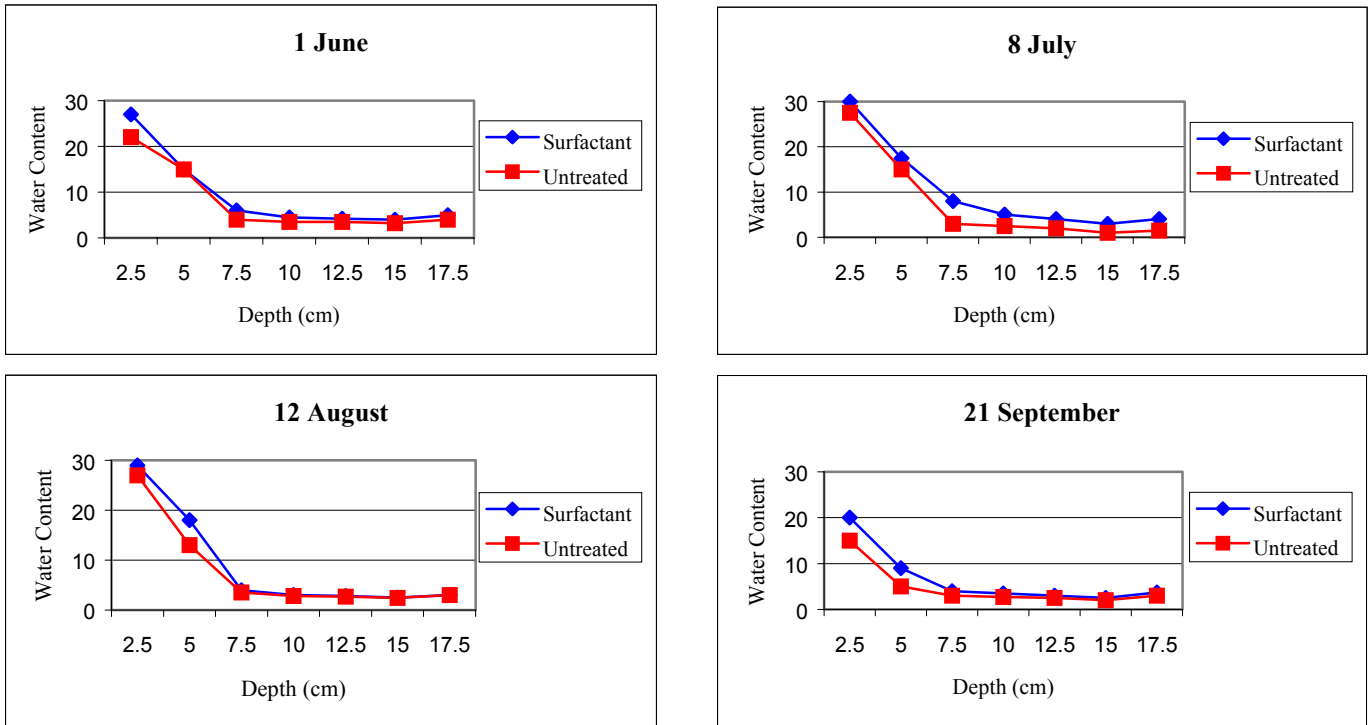 1 June
Water Content
30
20
10
0
2.5 5 7.5 10 12.5 15 17.5
Depth (cm)
Surfactant
Untreated
8 July
Water Content
30
20
10
0
2.5 5 7.5 10 12.5 15 17.5
Depth (cm)
Surfactant
Untreated
12 August
Water Content
30
20
10
0
2.5 5 7.5 10 12.5 15 17.5
Depth (cm)
Surfactant
Untreated
21 September
Water Content
30
20
10
0
2.5 5 7.5 10 12.5 15 17.5
Depth (cm)
Surfactant
Untreated